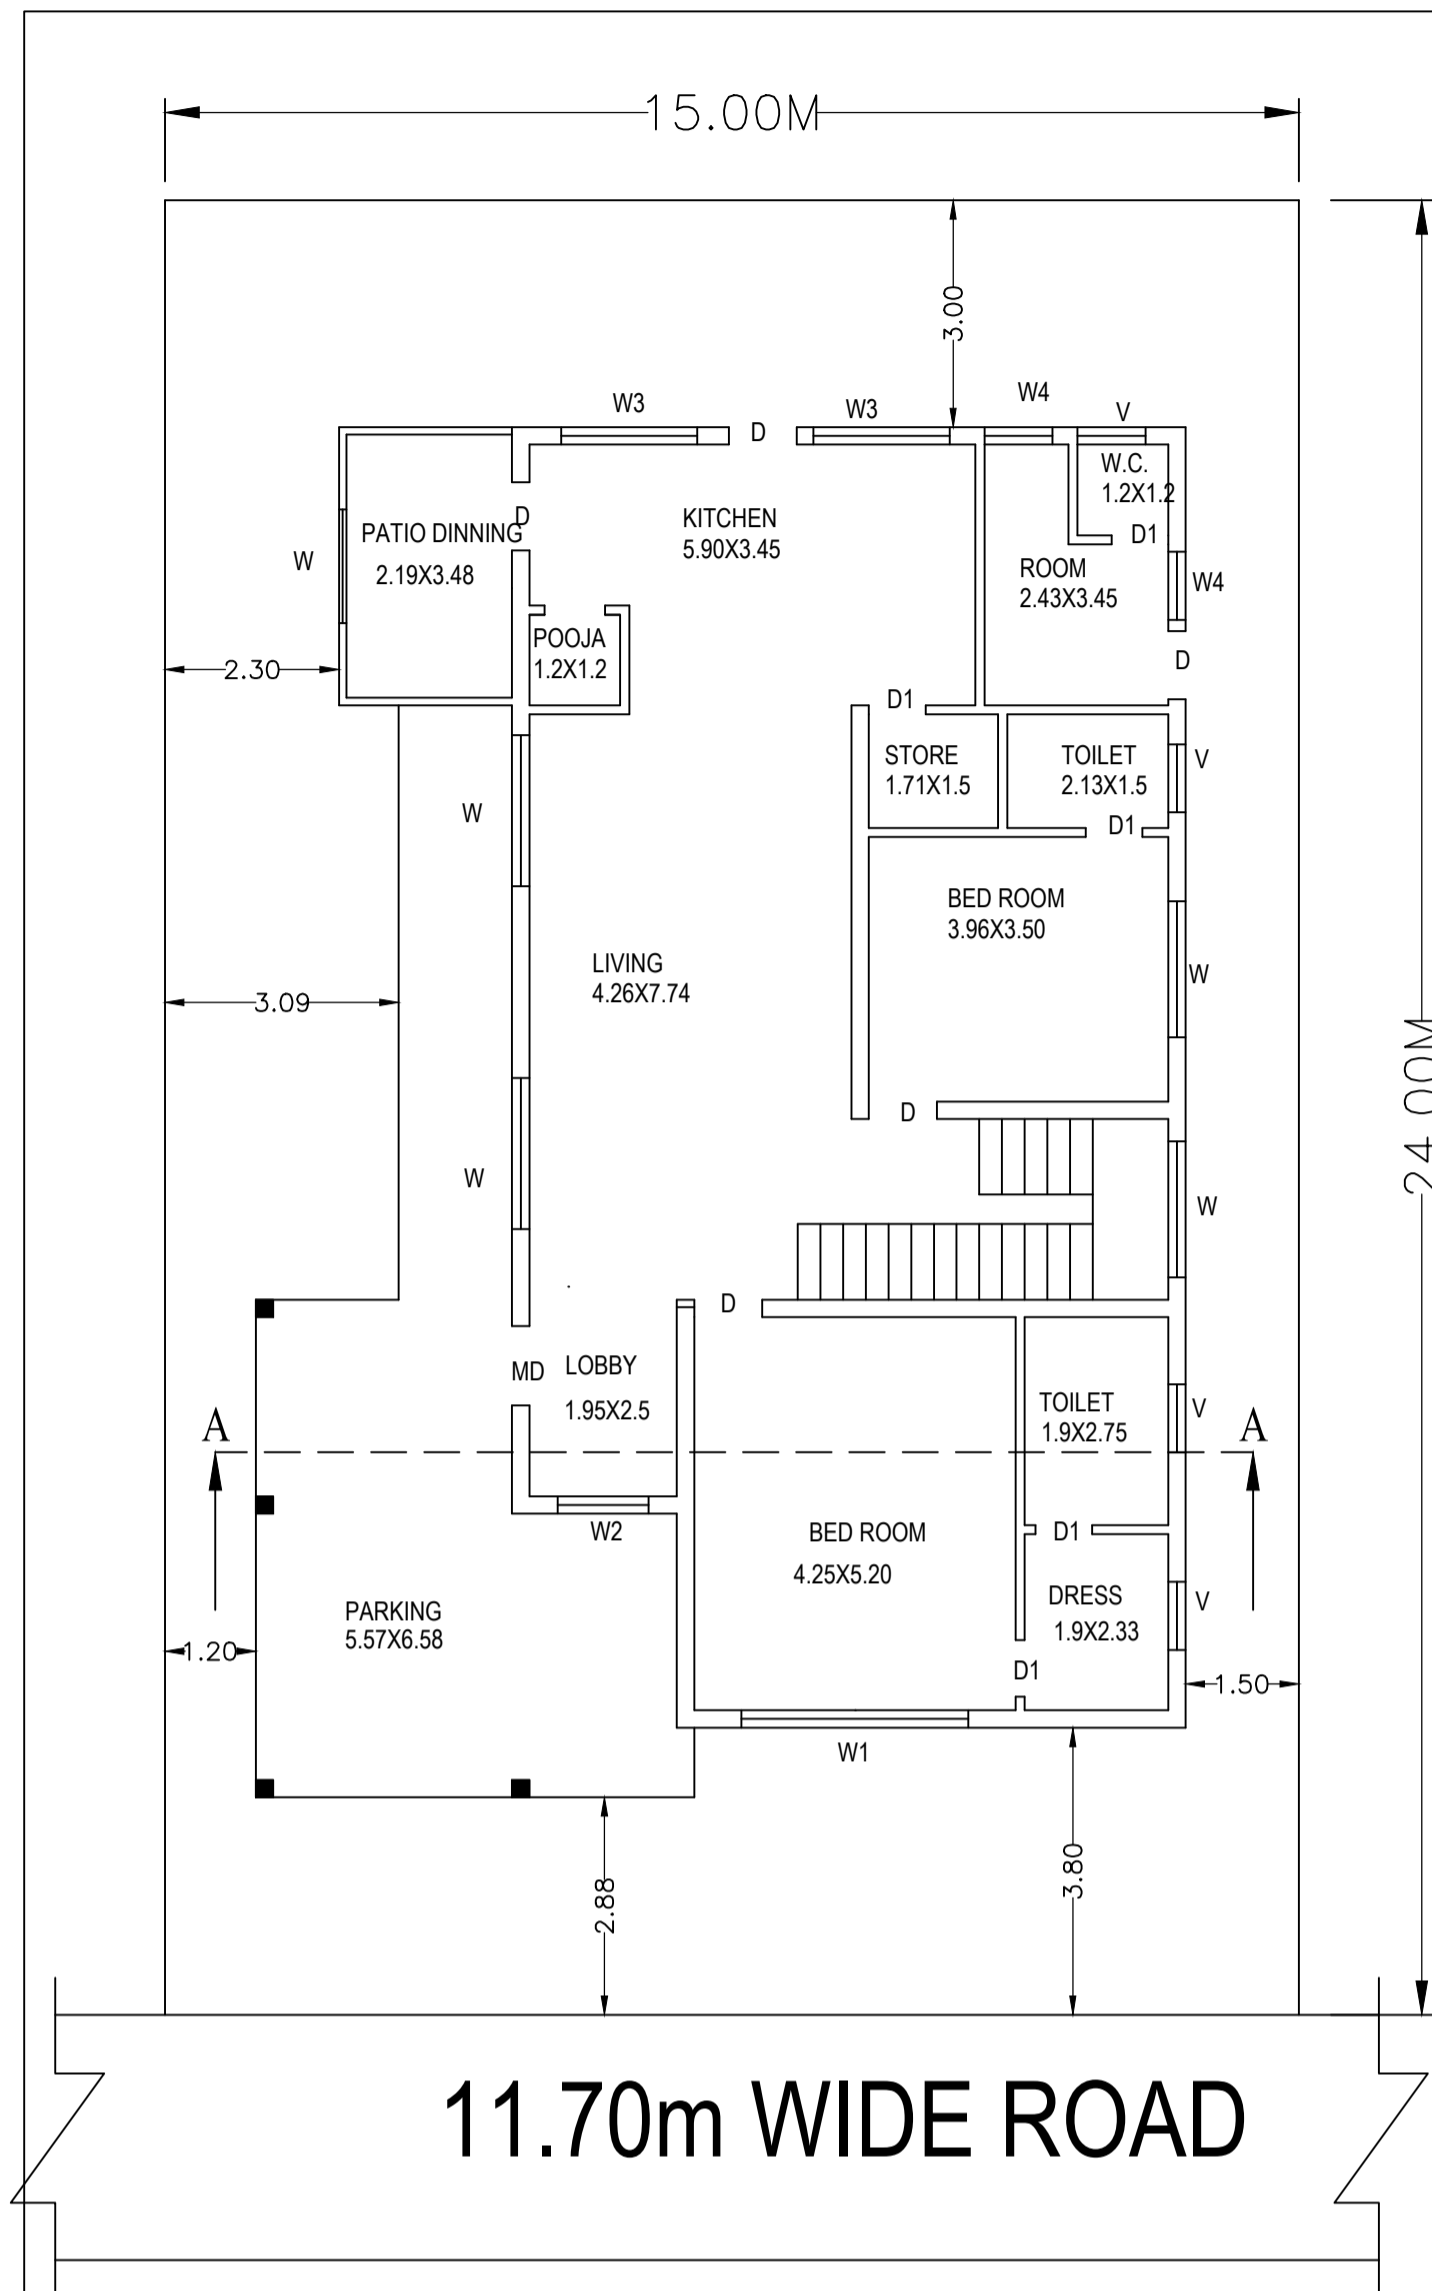 15.00M
3.00
W3
D
W3
W4
V
W.C.
1.2X1.2
D1
W
PATIO DINNING
2.19X3.48
D
KITCHEN
5.90X3.45
ROOM
2.43X3.45
W4
D
POOJA
1.2X1.2
2.30
D1
STORE
1.71X1.5
TOILET
2.13X1.5
V
D1
W
BED ROOM
3.96X3.50
W
LIVING
4.26X7.74
3.09
24.00M
D
W
W
D
MD
LOBBY
1.95X2.5
TOILET
1.9X2.75
V
A
A
W2
BED ROOM
4.25X5.20
D1
DRESS
1.9X2.33
V
PARKING
5.57X6.58
1.20
D1
1.50
W1
2.88
3.80
11.70m WIDE ROAD